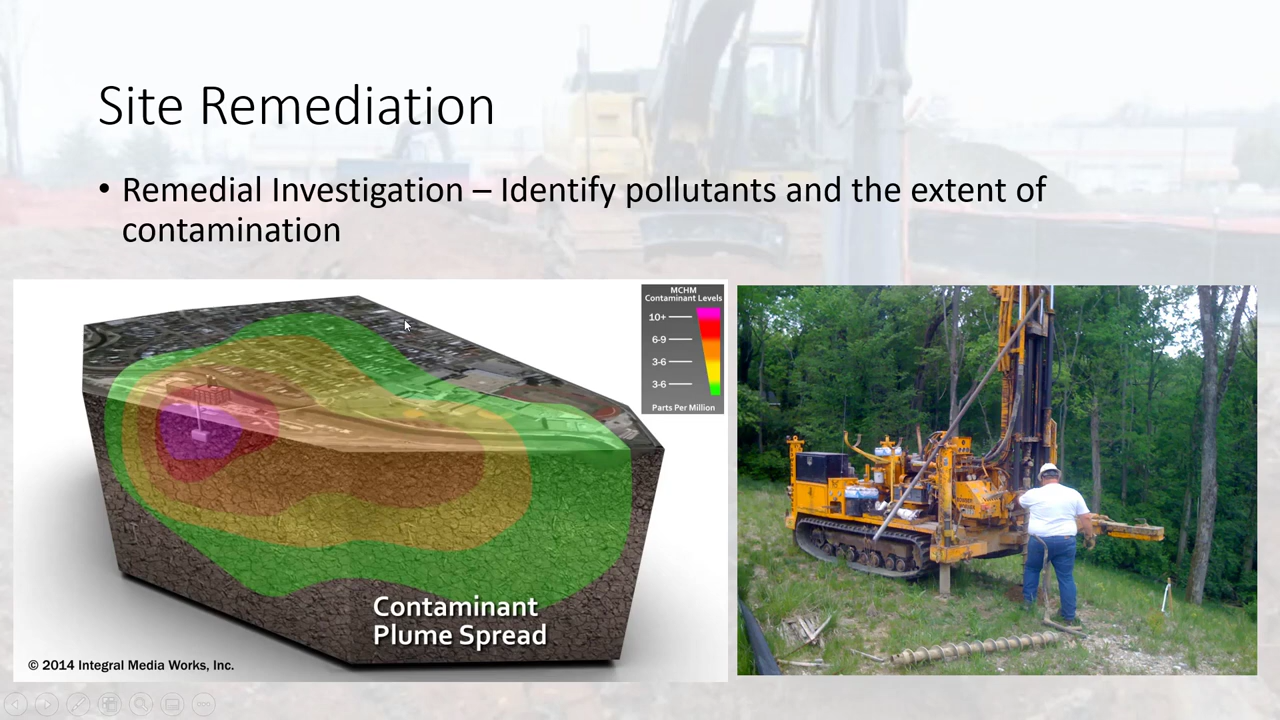 Site Remediation
• Remedial Investigation – Identify pollutants and the extent of
contamination
MCHM
Contaminant Levels
10+
6-9
3-6
3-6
Parts Per Million
Contaminant
Plume Spread
© 2014 Integral Media Works, Inc.